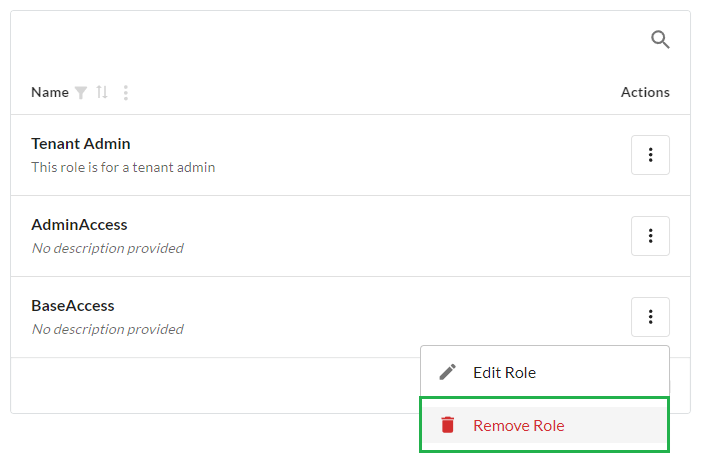 Name
Actions
Tenant Admin
This role is for a tenant admin
AdminAccess
No description provided
BaseAccess
No description provided
Edit Role
Remove Role